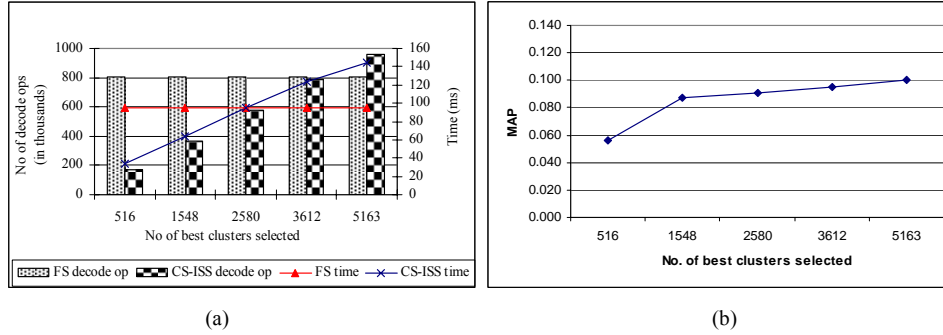 1000
800
600
400
200
0
160
140
120
100
80
60
40
20
0
No of decode ops
(in thousands)
Time (ms)
516 1548 2580 3612 5163
No of best clusters selected
FS decode op CS-ISS decode op FS time CS-ISS time
(a)
0.140
0.120
0.100
0.080
0.060
0.040
0.020
0.000
MAP
516 1548 2580 3612 5163
No. of best clusters selected
(b)